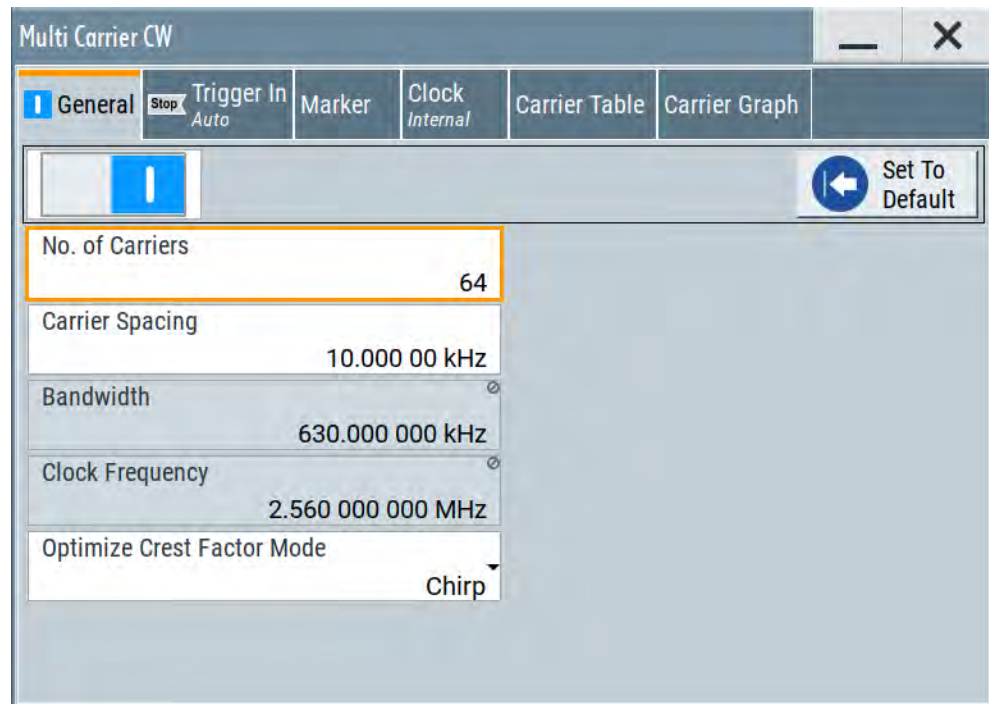 Multi Carrier CW
General
Stop
Trigger In
Auto
Marker
Clock
Internal
Carrier Table
Carrier Graph
Set To
Default
No. of Carriers
64
Carrier Spacing
10.000 00 kHz
Bandwidth
630.000 000 kHz
Clock Frequency
2.560 000 000 MHz
Optimize Crest Factor Mode
Chirp